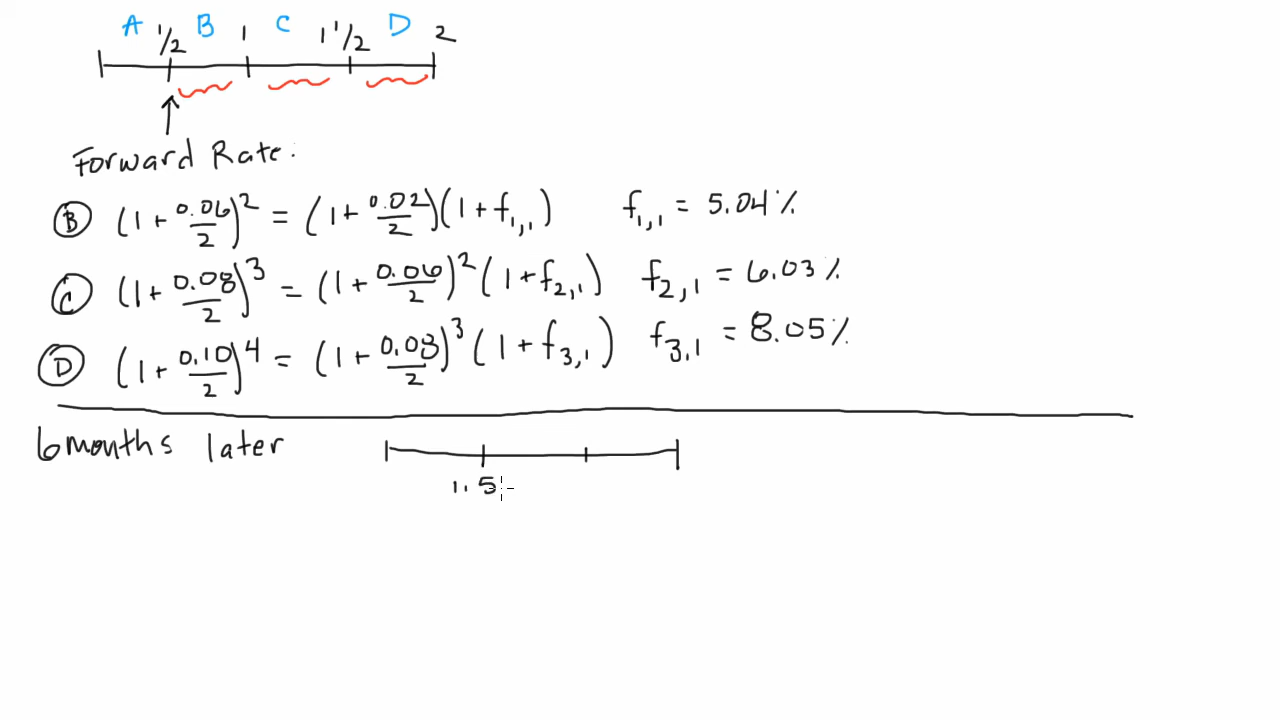 A 1/2 B 1 C 1 1/2 D 2
Forward Rate:
Ⓑ (1 + 0.06/2)^2 = (1 + 0.02/2)(1 + f1,1) f1,1 = 5.04%
Ⓒ (1 + 0.08/2)^3 = (1 + 0.06/2)^2 (1 + f2,1) f2,1 = 6.03%
Ⓓ (1 + 0.10/2)^4 = (1 + 0.08/2)^3 (1 + f3,1) f3,1 = 8.05%
6 months later
1.5